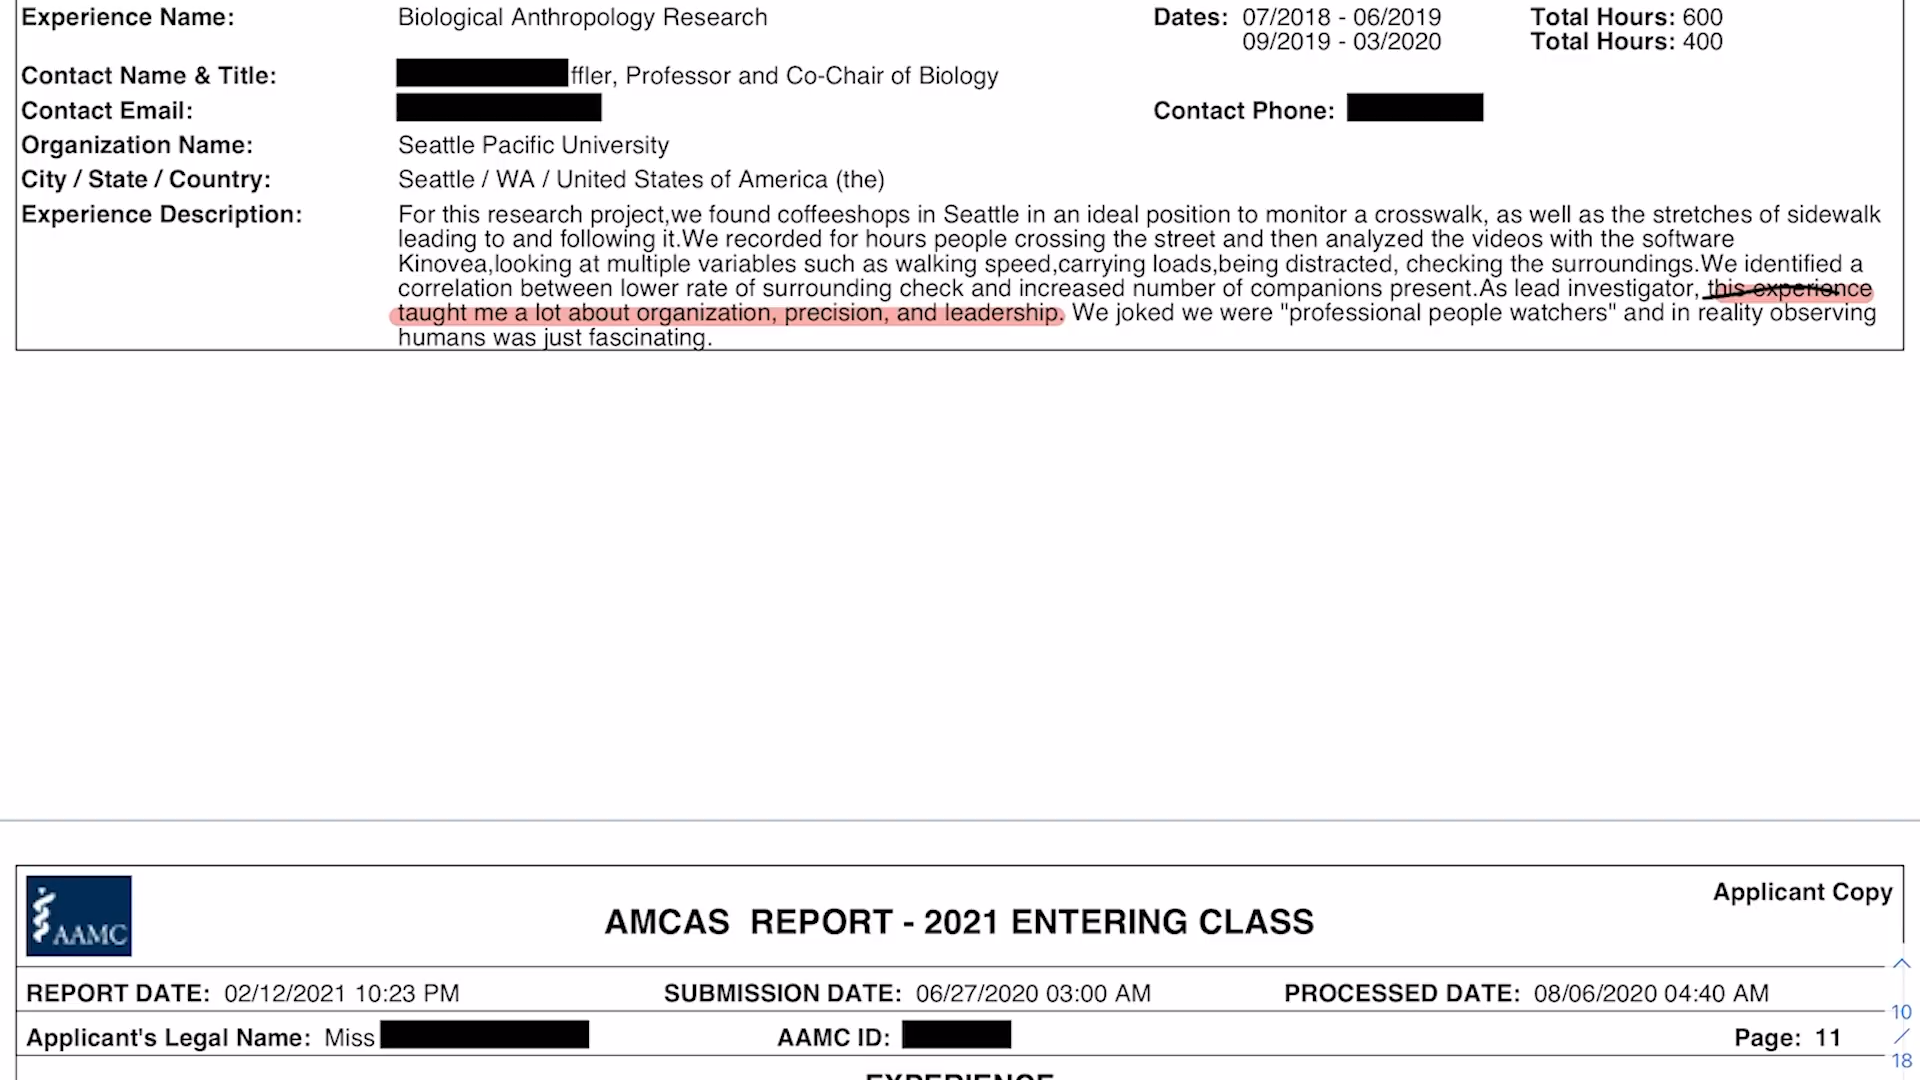 Experience Name: Biological Anthropology Research Dates: 07/2018 - 06/2019 Total Hours: 600
09/2019 - 03/2020 Total Hours: 400
Contact Name & Title: ffler, Professor and Co-Chair of Biology
Contact Email: Contact Phone:
Organization Name: Seattle Pacific University
City / State / Country: Seattle / WA / United States of America (the)
Experience Description: For this research project,we found coffeeshops in Seattle in an ideal position to monitor a crosswalk, as well as the stretches of sidewalk
leading to and following it.We recorded for hours people crossing the street and then analyzed the videos with the software
Kinovea,looking at multiple variables such as walking speed,carrying loads,being distracted, checking the surroundings.We identified a
correlation between lower rate of surrounding check and increased number of companions present.As lead investigator, this experience
taught me a lot about organization, precision, and leadership. We joked we were "professional people watchers" and in reality observing
humans was just fascinating.
AAMC
Applicant Copy
AMCAS REPORT - 2021 ENTERING CLASS
REPORT DATE: 02/12/2021 10:23 PM SUBMISSION DATE: 06/27/2020 03:00 AM PROCESSED DATE: 08/06/2020 04:40 AM
Applicant's Legal Name: Miss AAMC ID: Page: 11
EXPERIENCE
10
/
18